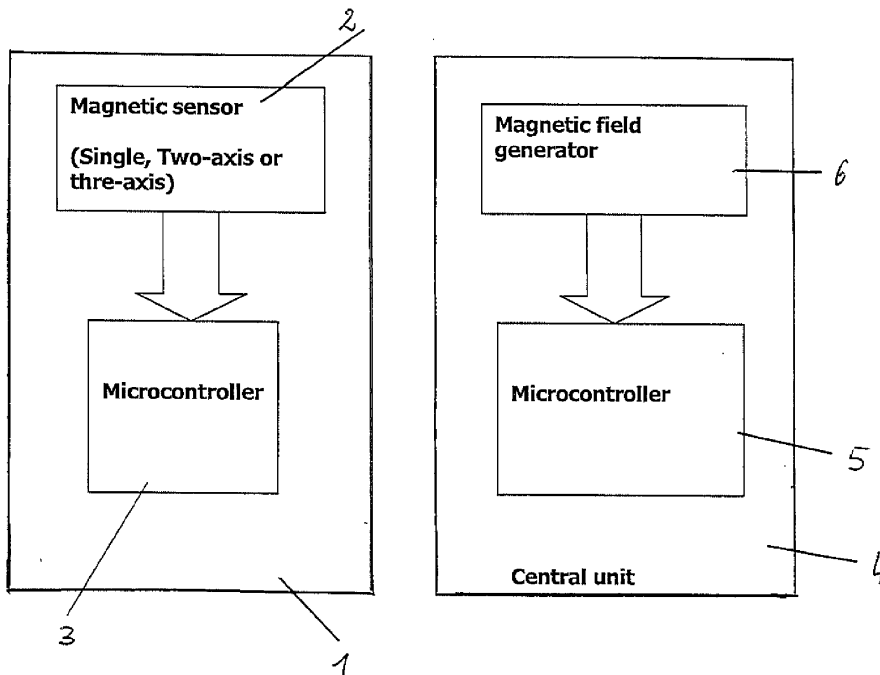 2
Magnetic sensor
(Single, Two-axis or
thre-axis)
Microcontroller
3
1
Magnetic field
generator
6
Microcontroller
5
Central unit
4